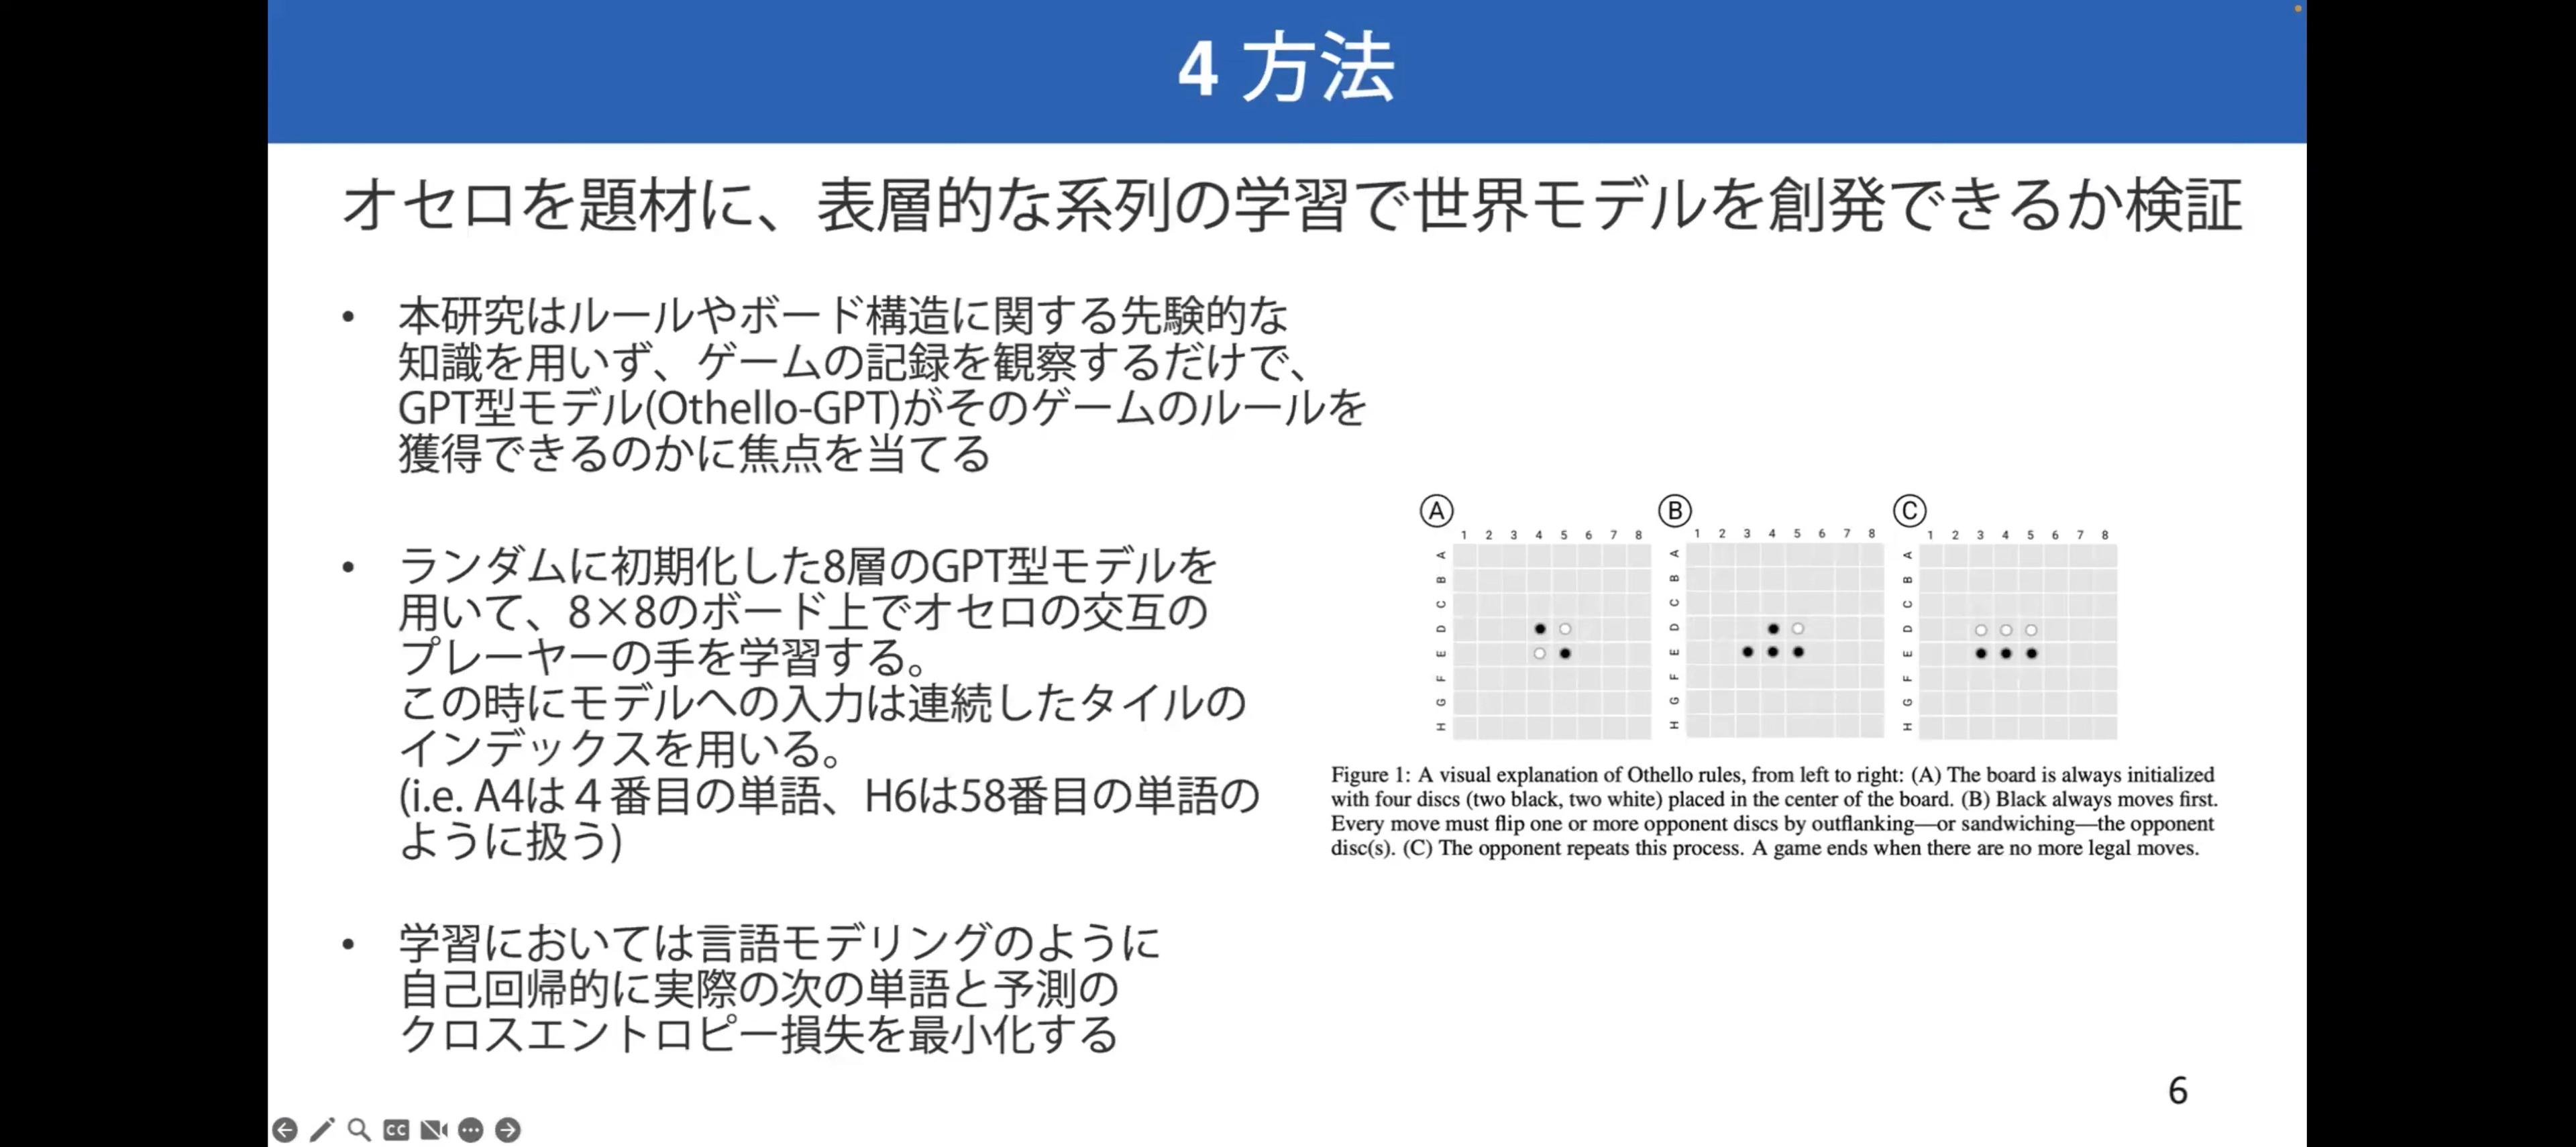 4 方法
オセロを題材に、表層的な系列の学習で世界モデルを創発できるか検証
• 本研究はルールやボード構造に関する先験的な
知識を用いず、ゲームの記録を観察するだけで、
GPT型モデル(Othello-GPT)がそのゲームのルールを
獲得できるのかに焦点を当てる
• ランダムに初期化した8層のGPT型モデルを
用いて、8×8のボード上でオセロの交互の
プレーヤーの手を学習する。
この時にモデルへの入力は連続したタイルの
インデックスを用いる。
(i.e. A4は４番目の単語、H6は58番目の単語の
ように扱う)
• 学習においては言語モデリングのように
自己回帰的に実際の次の単語と予測の
クロスエントロピー損失を最小化する
A
1 2 3 4 5 6 7 8
A
B
C
D
E
F
G
H
B
1 2 3 4 5 6 7 8
A
B
C
D
E
F
G
H
C
1 2 3 4 5 6 7 8
A
B
C
D
E
F
G
H
Figure 1: A visual explanation of Othello rules, from left to right: (A) The board is always initialized
with four discs (two black, two white) placed in the center of the board. (B) Black always moves first.
Every move must flip one or more opponent discs by outflanking—or sandwiching—the opponent
disc(s). (C) The opponent repeats this process. A game ends when there are no more legal moves.
6
CC